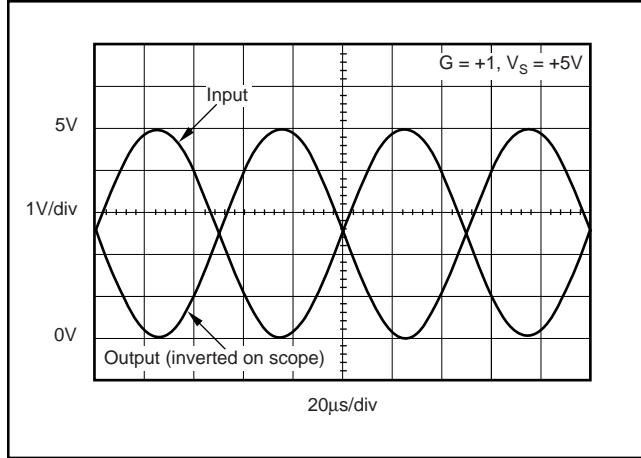 G = +1, V_S = +5V
Input
5V
1V/div
0V
Output (inverted on scope)
20μs/div